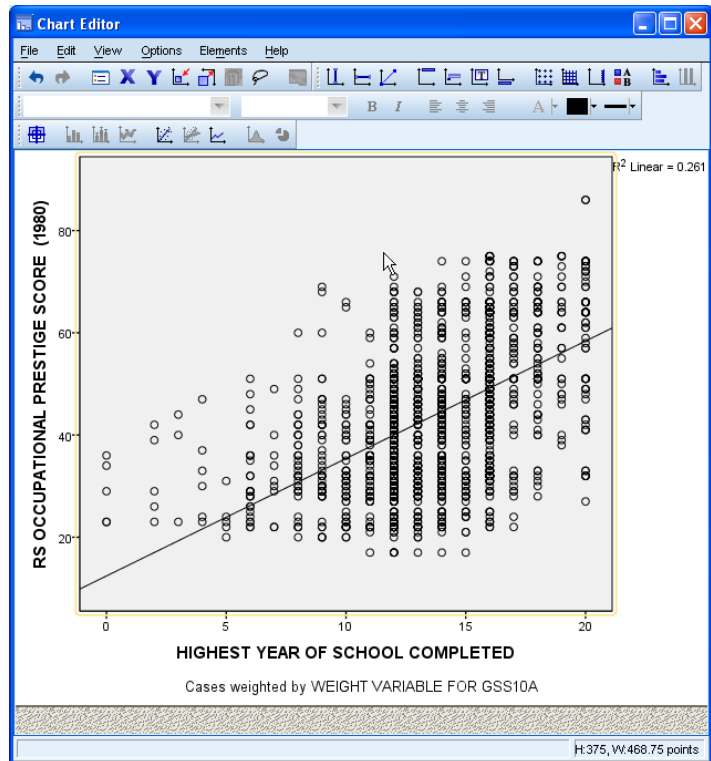 Chart Editor
File Edit View Options Elements Help
X Y
B I A
R² Linear = 0.261
RS OCCUPATIONAL PRESTIGE SCORE (1980)
80
60
40
20
0 5 10 15 20
HIGHEST YEAR OF SCHOOL COMPLETED
Cases weighted by WEIGHT VARIABLE FOR GSS10A
H:375, W:468.75 points